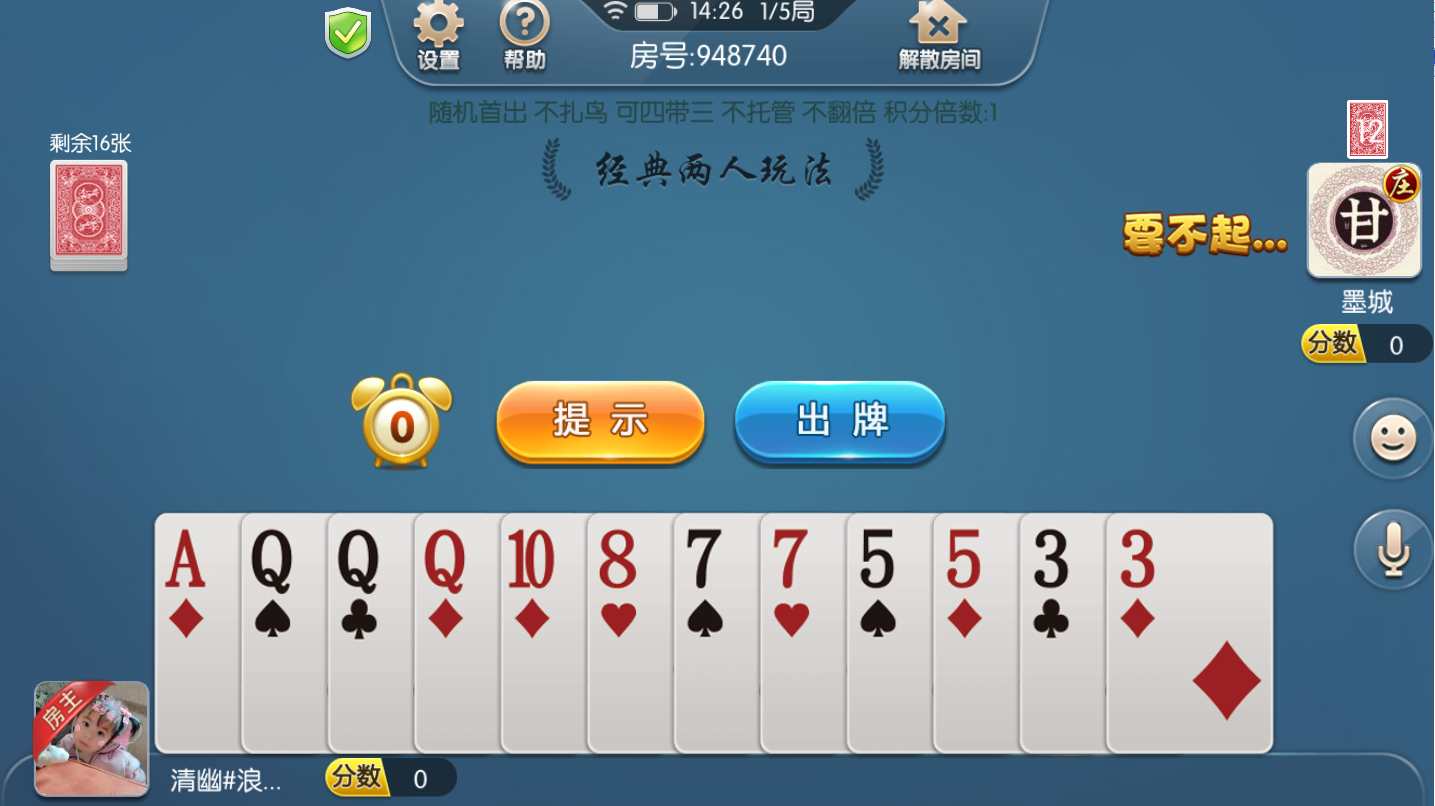 14:26 1/5局
设置
帮助
房号:948740
解散房间
随机首出 不扎鸟 可四带三 不托管 不翻倍 积分倍数:1
经典两人玩法
剩余16张
12
庄
甘
要不起...
墨城
分数 0
0
提示
出牌
A
Q
Q
Q
10
8
7
7
5
5
3
3
房主
清幽#浪...
分数 0